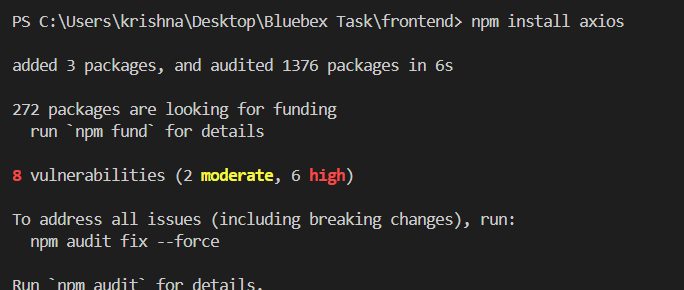 PS C:\Users\krishna\Desktop\Bluebex Task\frontend> npm install axios
added 3 packages, and audited 1376 packages in 6s
272 packages are looking for funding
run `npm fund` for details
8 vulnerabilities (2 moderate, 6 high)
To address all issues (including breaking changes), run:
npm audit fix --force
Run `npm audit` for details.